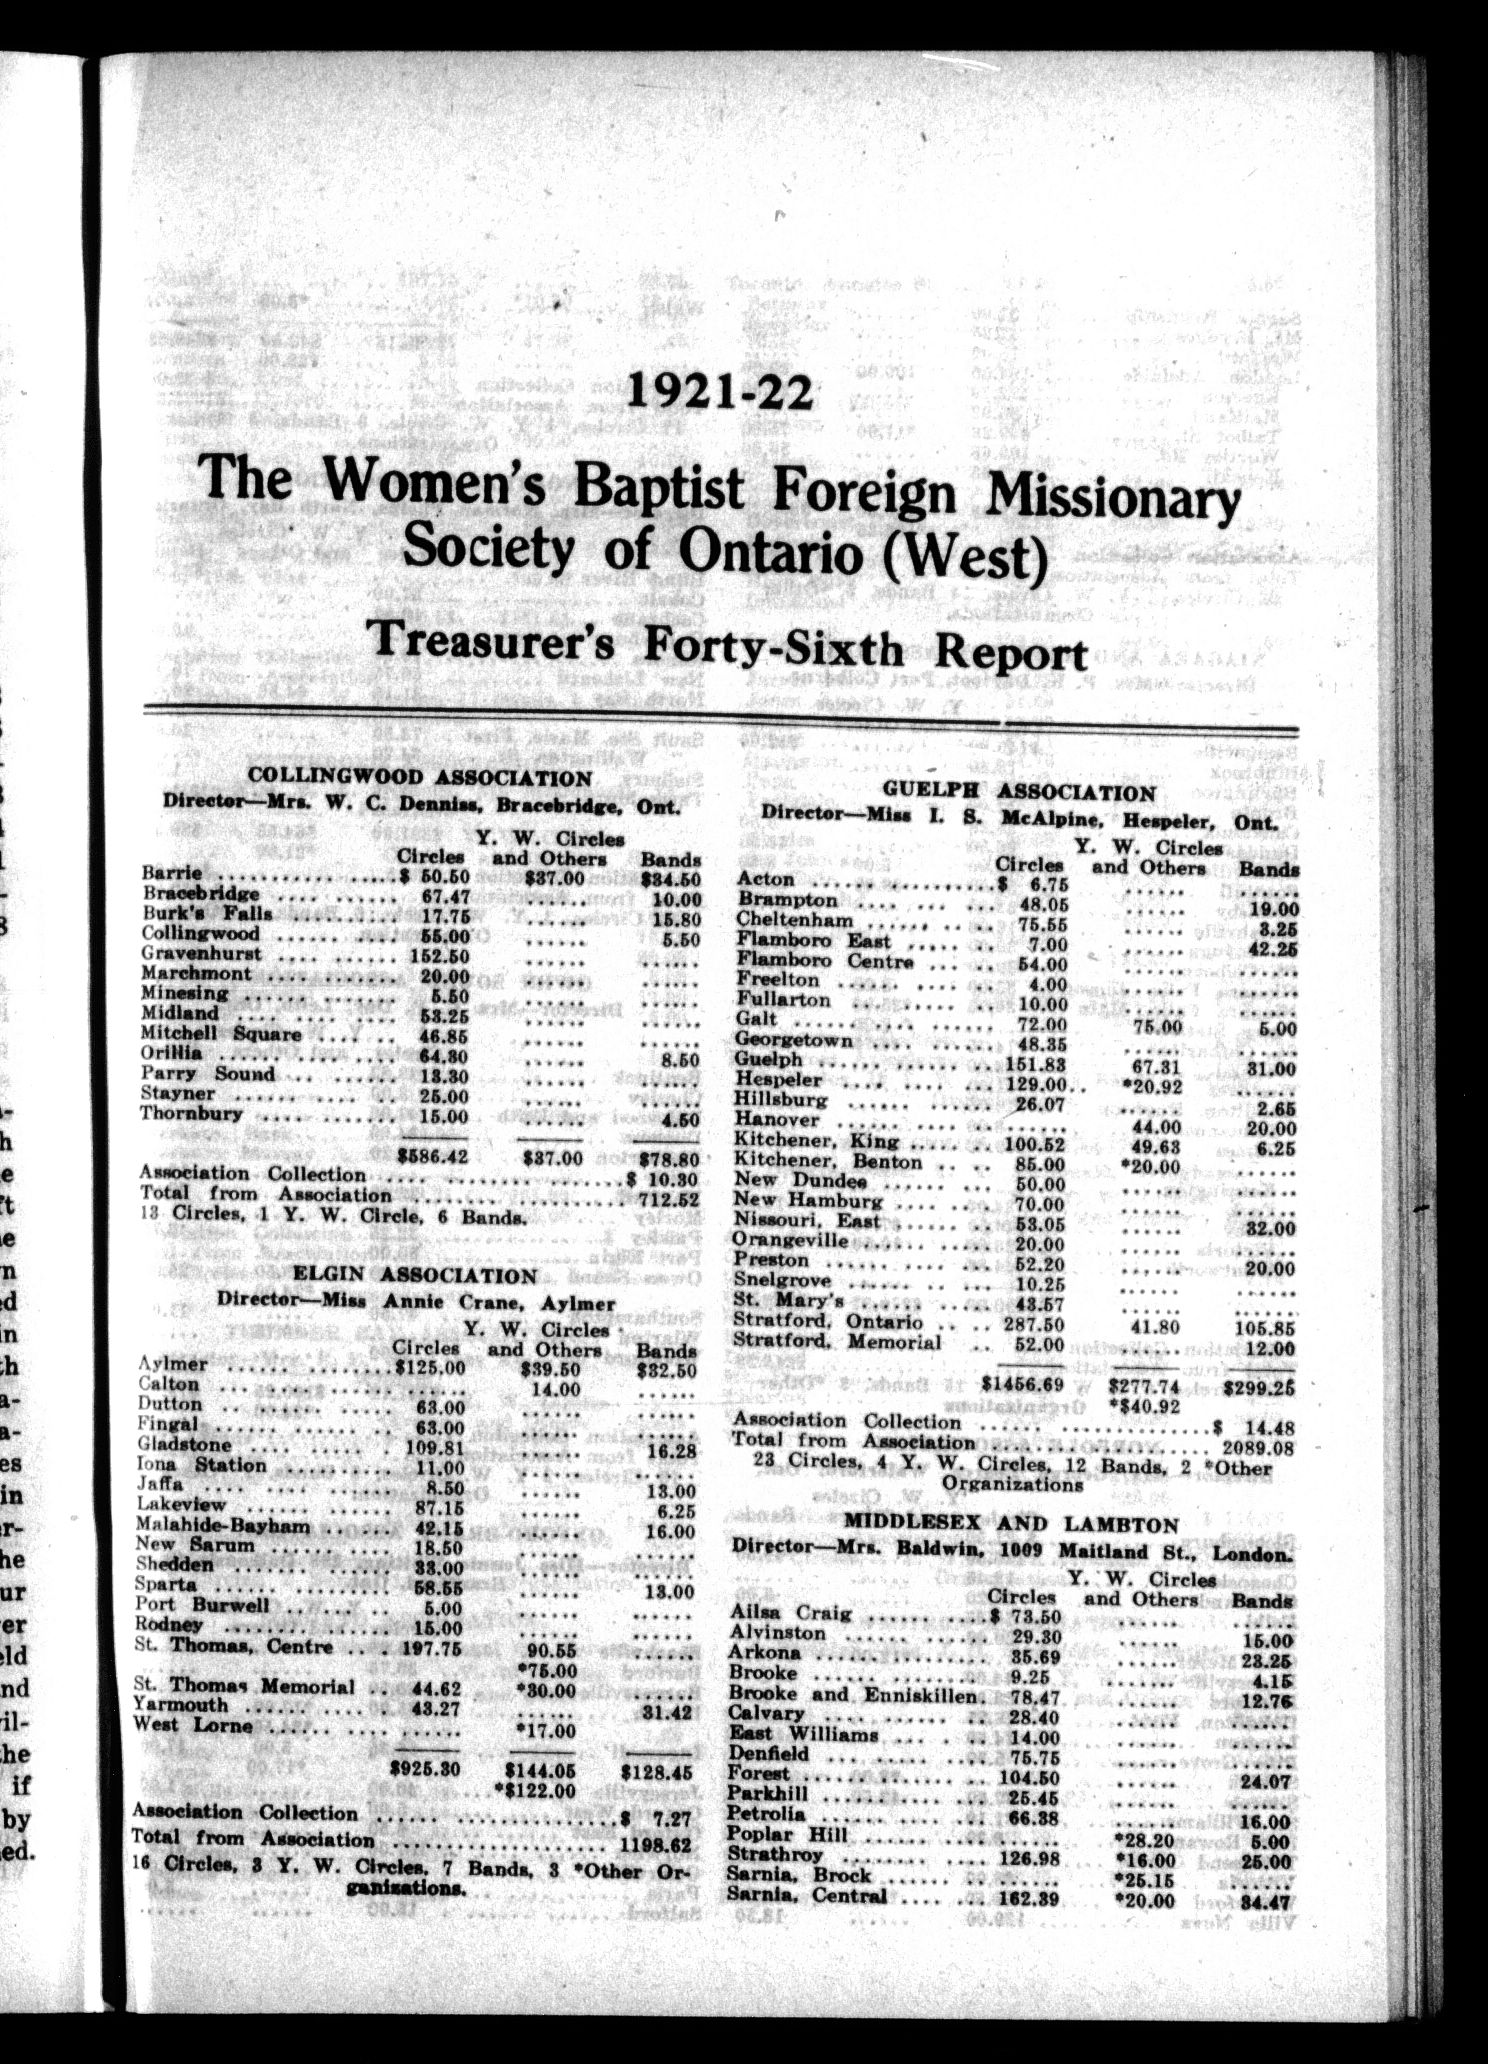 1921-22
The Women's Baptist Foreign Missionary
Society of Ontario (West)
Treasurer's Forty-Sixth Report
COLLINGWOOD ASSOCIATION
Director—Mrs. W. C. Denniss, Bracebridge, Ont.
Y. W. Circles
Circles and Others Bands
Barrie .................$ 50.50 $37.00 $34.50
Bracebridge .... ...... 67.47 ...... 10.00
Burk's Falls .... ...... 17.75 ...... 15.80
Collingwood ...... .... 55.00 ...... 5.50
Gravenhurst .... ...... 152.50 ...... ......
Marchmont .... ...... 20.00 ...... ......
Minesing ...... ...... 5.50 ...... ......
Midland .... .... .... 53.25 ...... ......
Mitchell Square ...... 46.85 ...... ......
Orillia ...... .... .... 64.80 ...... 8.50
Parry Sound ... ...... 13.30 ...... ......
Stayner ...... ...... 25.00 ...... ......
Thornbury .... ...... 15.00 ...... 4.50
$586.42 $37.00 $78.80
Association Collection .... ........ .......$ 10.30
Total from Association ..................... 712.52
13 Circles, 1 Y. W. Circle, 6 Bands.
ELGIN ASSOCIATION
Director—Miss Annie Crane, Aylmer
Y. W. Circles
Circles and Others Bands
Aylmer ...... .......$125.00 $39.50 $32.50
Calton .... ...... ...... 14.00 ......
Dutton .. ...... ..... 63.00 ...... ......
Fingal ...... ...... .. 63.00 ...... ......
Gladstone .... ...... 109.81 ...... 16.28
Iona Station .......... 11.00 ...... ......
Jaffa .... .... ...... 8.50 ...... 13.00
Lakeview ...... ...... 87.15 ...... 6.25
Malahide-Bayham ...... 42.15 ...... 16.00
New Sarum ...... .... 18.50 ...... ......
Shedden ...... ...... 33.00 ...... ......
Sparta ...... ...... 58.55 ...... 13.00
Port Burwell ...... .. 5.00 ...... ......
Rodney ...... ...... 15.00 ...... ......
St. Thomas, Centre .. . 197.75 90.55 ......
*75.00
St. Thomas Memorial .. 44.62 *30.00 ......
Yarmouth ...... .... .. 43.27 ...... 31.42
West Lorne ...... .... ...... *17.00
$925.30 $144.05 $128.45
*$122.00
Association Collection ...... ...............$ 7.27
Total from Association ..................... 1198.62
16 Circles, 3 Y. W. Circles, 7 Bands, 3 *Other Or-
ganizations.
GUELPH ASSOCIATION
Director—Miss I. S. McAlpine, Hespeler, Ont.
Y. W. Circles
Circles and Others Bands
Acton .................$ 6.75 ......
Brampton .... .... ... 48.05 ...... 19.00
Cheltenham ...... .. .. 75.55 ...... 3.25
Flamboro East ..... .. 7.00 ...... 42.25
Flamboro Centre ... .. 54.00 ...... ......
Freelton ...... .... .... 4.00 ...... ......
Fullarton ...... ...... 10.00 ...... ......
Galt ...... ...... ...... 72.00 75.00 5.00
Georgetown .... ...... 48.35 ...... ......
Guelph ...... ...... .. 151.83 67.31 31.00
Hespeler .... .... ... 129.00.. *20.92 ......
Hillsburg ...... ...... 26.07 ...... 2.65
Hanover ...... .... ...... 44.00 20.00
Kitchener, King ...... 100.52 49.63 6.25
Kitchener, Benton .. .. 85.00 *20.00 ......
New Dundee ...... ... 50.00 ...... ......
New Hamburg .... ... 70.00 ...... ......
Nissouri, East ...... .. 53.05 ...... 32.00
Orangeville ...... ..... 20.00 ...... ......
Preston ...... .... ... 52.20 ...... 20.00
Snelgrove ...... .. ... 10.25 ...... ......
St. Mary's ...... ..... 43.57 ...... ......
Stratford, Ontario .. .. 287.50 41.80 105.85
Stratford, Memorial .. 52.00 ...... 12.00
$1456.69 $277.74 $299.25
*$40.92
Association Collection .......................$ 14.48
Total from Association ..................... 2089.08
23 Circles, 4 Y. W. Circles, 12 Bands, 2 *Other
Organizations
MIDDLESEX AND LAMBTON
Director—Mrs. Baldwin, 1009 Maitland St., London.
Y. W. Circles
Circles and Others Bands
Ailsa Craig ...........$ 73.50 ...... ......
Alvinston ...... ...... 29.30 ...... 15.00
Arkona ............... 35.69 ...... 23.25
Brooke ...... ........ 9.25 ...... 4.15
Brooke and Enniskillen. 78.47 ...... 12.76
Calvary .... ...... .. 28.40 ...... ......
East Williams ... . .. 14.00 ...... ......
Denfield ... ...... ... 75.75 ...... ......
Forest ............ .. 104.50 ...... 24.07
Parkhill ...... .... .. 25.45 ...... ......
Petrolia ...... .... ... 66.38 ...... 16.00
Poplar Hill ...... ........ *28.20 5.00
Strathroy ........ .... 126.98 *16.00 25.00
Sarnia, Brock ...... .. ...... *25.15 ......
Sarnia, Central .... ... 162.39 *20.00 34.47